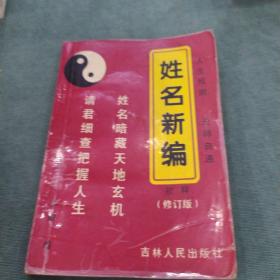 姓名新编
（修订版）
姓名暗藏天地玄机
请君细查把握人生
吉林人民出版社